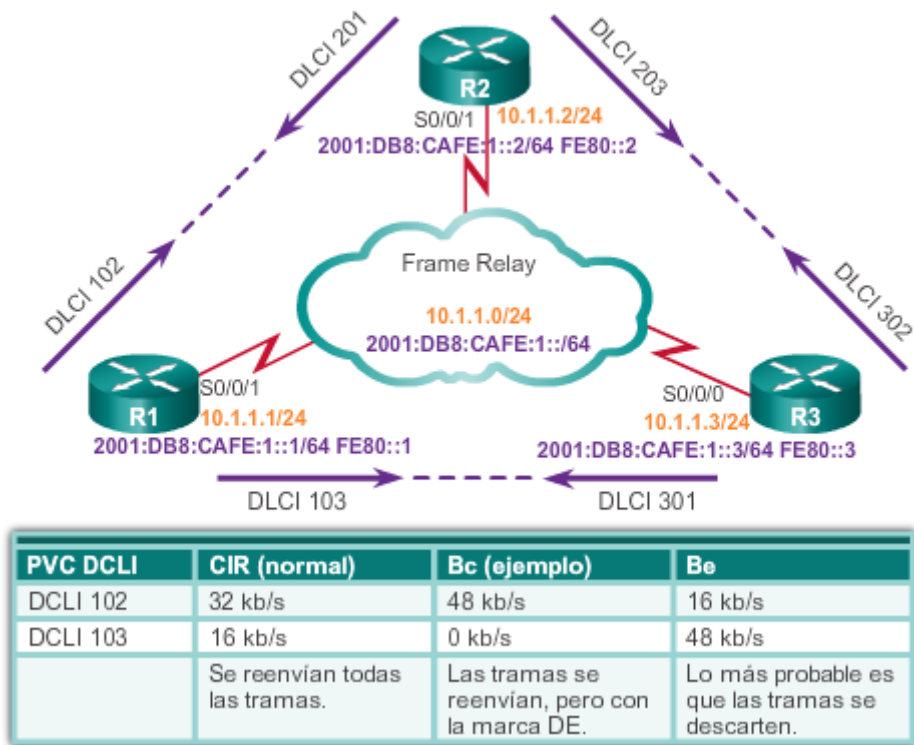 DLCI 201
DLCI 203
R2
S0/0/1
10.1.1.2/24
2001:DB8:CAFE:1::2/64 FE80::2
DLCI 102
DLCI 302
Frame Relay
10.1.1.0/24
2001:DB8:CAFE:1::/64
R1
S0/0/1
10.1.1.1/24
2001:DB8:CAFE:1::1/64 FE80::1
S0/0/0
R3
10.1.1.3/24
2001:DB8:CAFE:1::3/64 FE80::3
DLCI 103
DLCI 301
PVC DCLI
CIR (normal)
Bc (ejemplo)
Be
DCLI 102
32 kb/s
48 kb/s
16 kb/s
DCLI 103
16 kb/s
0 kb/s
48 kb/s
Se reenvían todas
las tramas.
Las tramas se
reenvían, pero con
la marca DE.
Lo más probable es
que las tramas se
descarten.